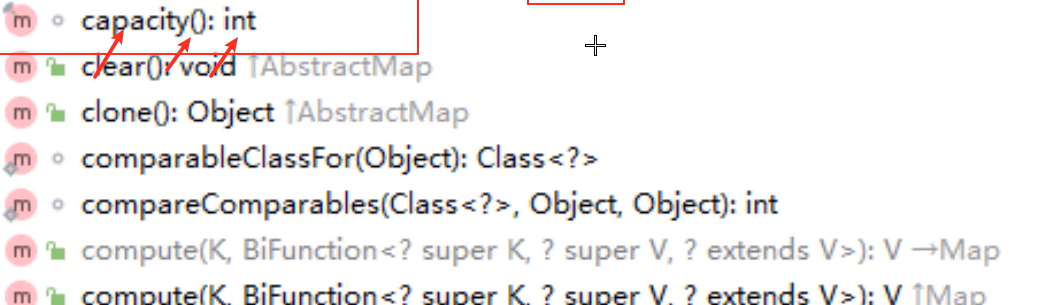 m capacity(): int
m clear(): void ↑AbstractMap
m clone(): Object ↑AbstractMap
m comparableClassFor(Object): Class<?>
m compareComparables(Class<?>, Object, Object): int
m compute(K, BiFunction<? super K, ? super V, ? extends V>): V →Map
m compute(K, BiFunction<? super K, ? super V, ? extends V>): V ↑Map